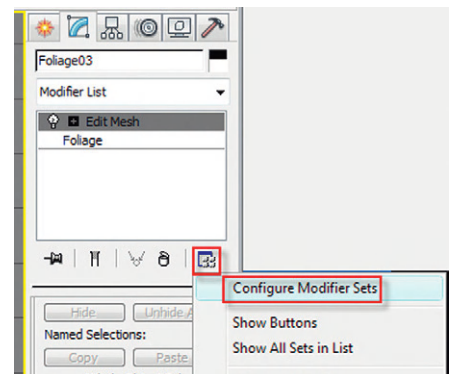 Foliage03
Modifier List
Edit Mesh
Foliage
Configure Modifier Sets
Hide
Unhide A
Show Buttons
Named Selections:
Show All Sets in List
Copy
Paste